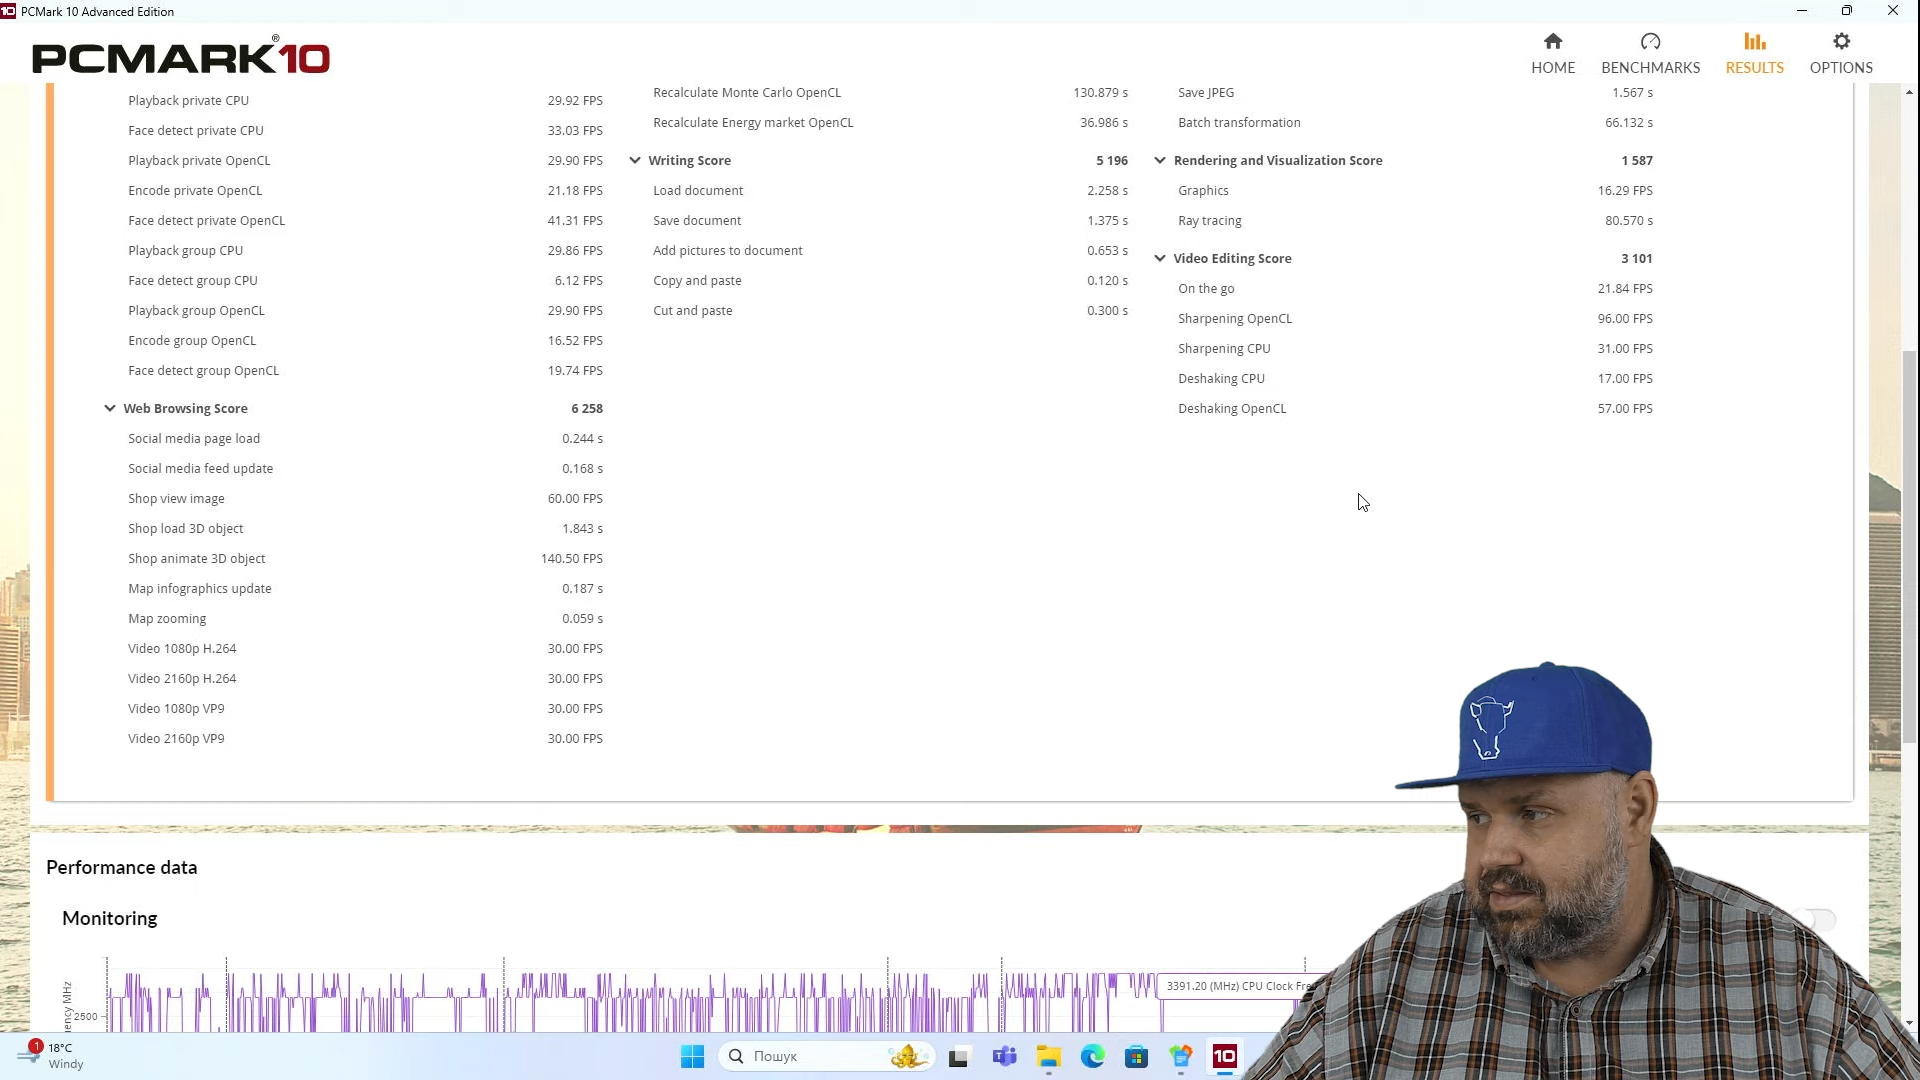 PCMark 10 Advanced Edition
PCMARK®10
HOME
BENCHMARKS
RESULTS
OPTIONS
Playback private CPU 29.92 FPS
Face detect private CPU 33.03 FPS
Playback private OpenCL 29.90 FPS
Encode private OpenCL 21.18 FPS
Face detect private OpenCL 41.31 FPS
Playback group CPU 29.86 FPS
Face detect group CPU 6.12 FPS
Playback group OpenCL 29.90 FPS
Encode group OpenCL 16.52 FPS
Face detect group OpenCL 19.74 FPS
Web Browsing Score 6 258
Social media page load 0.244 s
Social media feed update 0.168 s
Shop view image 60.00 FPS
Shop load 3D object 1.843 s
Shop animate 3D object 140.50 FPS
Map infographics update 0.187 s
Map zooming 0.059 s
Video 1080p H.264 30.00 FPS
Video 2160p H.264 30.00 FPS
Video 1080p VP9 30.00 FPS
Video 2160p VP9 30.00 FPS
Recalculate Monte Carlo OpenCL 130.879 s
Recalculate Energy market OpenCL 36.986 s
Writing Score 5 196
Load document 2.258 s
Save document 1.375 s
Add pictures to document 0.653 s
Copy and paste 0.120 s
Cut and paste 0.300 s
Save JPEG 1.567 s
Batch transformation 66.132 s
Rendering and Visualization Score 1 587
Graphics 16.29 FPS
Ray tracing 80.570 s
Video Editing Score 3 101
On the go 21.84 FPS
Sharpening OpenCL 96.00 FPS
Sharpening CPU 31.00 FPS
Deshaking CPU 17.00 FPS
Deshaking OpenCL 57.00 FPS
Performance data
Monitoring
MHz
2500
3391.20 (MHz) CPU Clock
1
18°C
Windy
Пошук
10